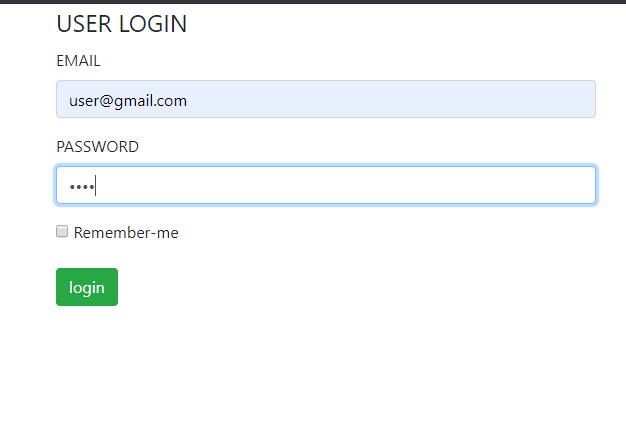 USER LOGIN
EMAIL
user@gmail.com
PASSWORD
••••
Remember-me
login